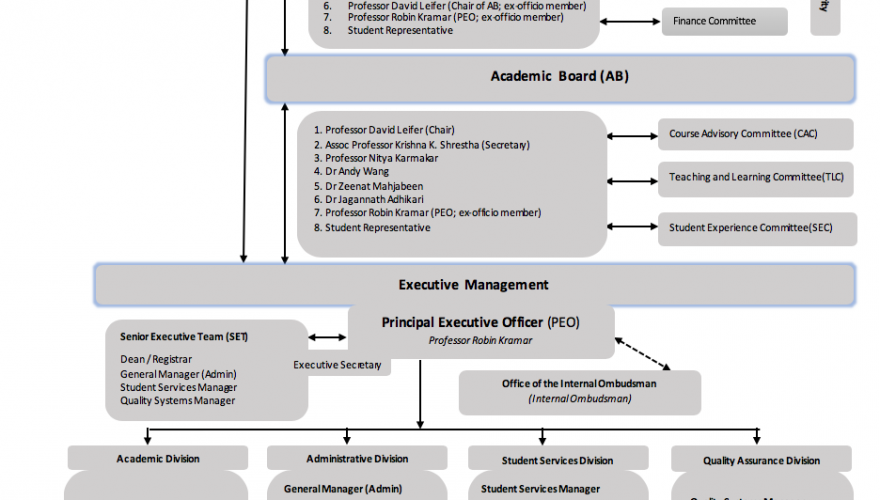 6. Professor David Leifer (Chair of AB; ex-officio member)
7. Professor Robin Kramar (PEO; ex-officio member)
8. Student Representative
Finance Committee
Academic Board (AB)
1. Professor David Leifer (Chair)
2. Assoc Professor Krishna K. Shrestha (Secretary)
3. Professor Nitya Karmakar
4. Dr Andy Wang
5. Dr Zeenat Mahjabeen
6. Dr Jagannath Adhikari
7. Professor Robin Kramar (PEO; ex-officio member)
8. Student Representative
Course Advisory Committee (CAC)
Teaching and Learning Committee(TLC)
Student Experience Committee(SEC)
Executive Management
Principal Executive Officer (PEO)
Professor Robin Kramar
Senior Executive Team (SET)
Dean / Registrar
General Manager (Admin)
Student Services Manager
Quality Systems Manager
Executive Secretary
Office of the Internal Ombudsman
(Internal Ombudsman)
Academic Division
Administrative Division
Student Services Division
Quality Assurance Division
General Manager (Admin)
Student Services Manager